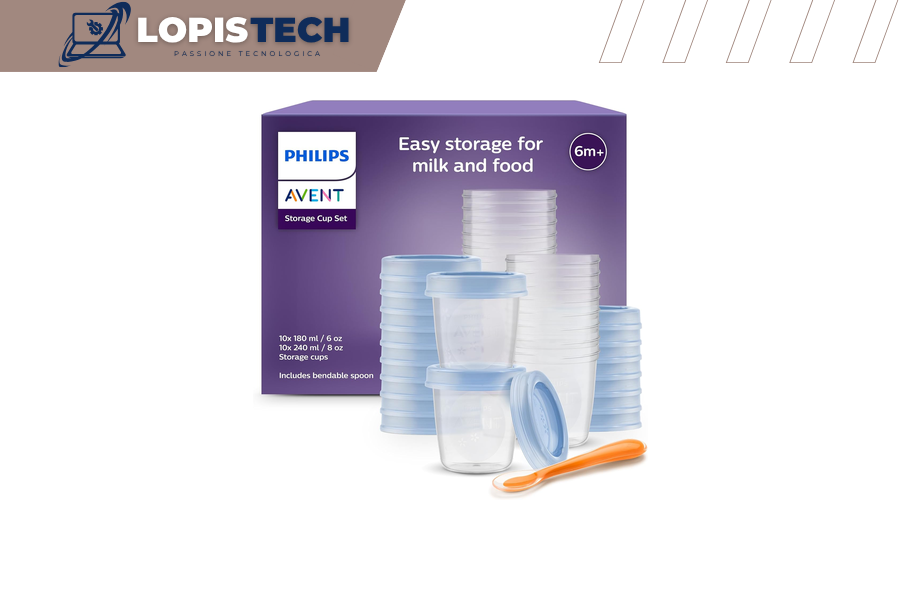 LOPISTECH
PASSIONE TECNOLOGICA
PHILIPS
AVENT
Storage Cup Set
Easy storage for
milk and food
6m+
10x 180 ml / 6 oz
10x 240 ml / 8 oz
Storage cups
Includes bendable spoon